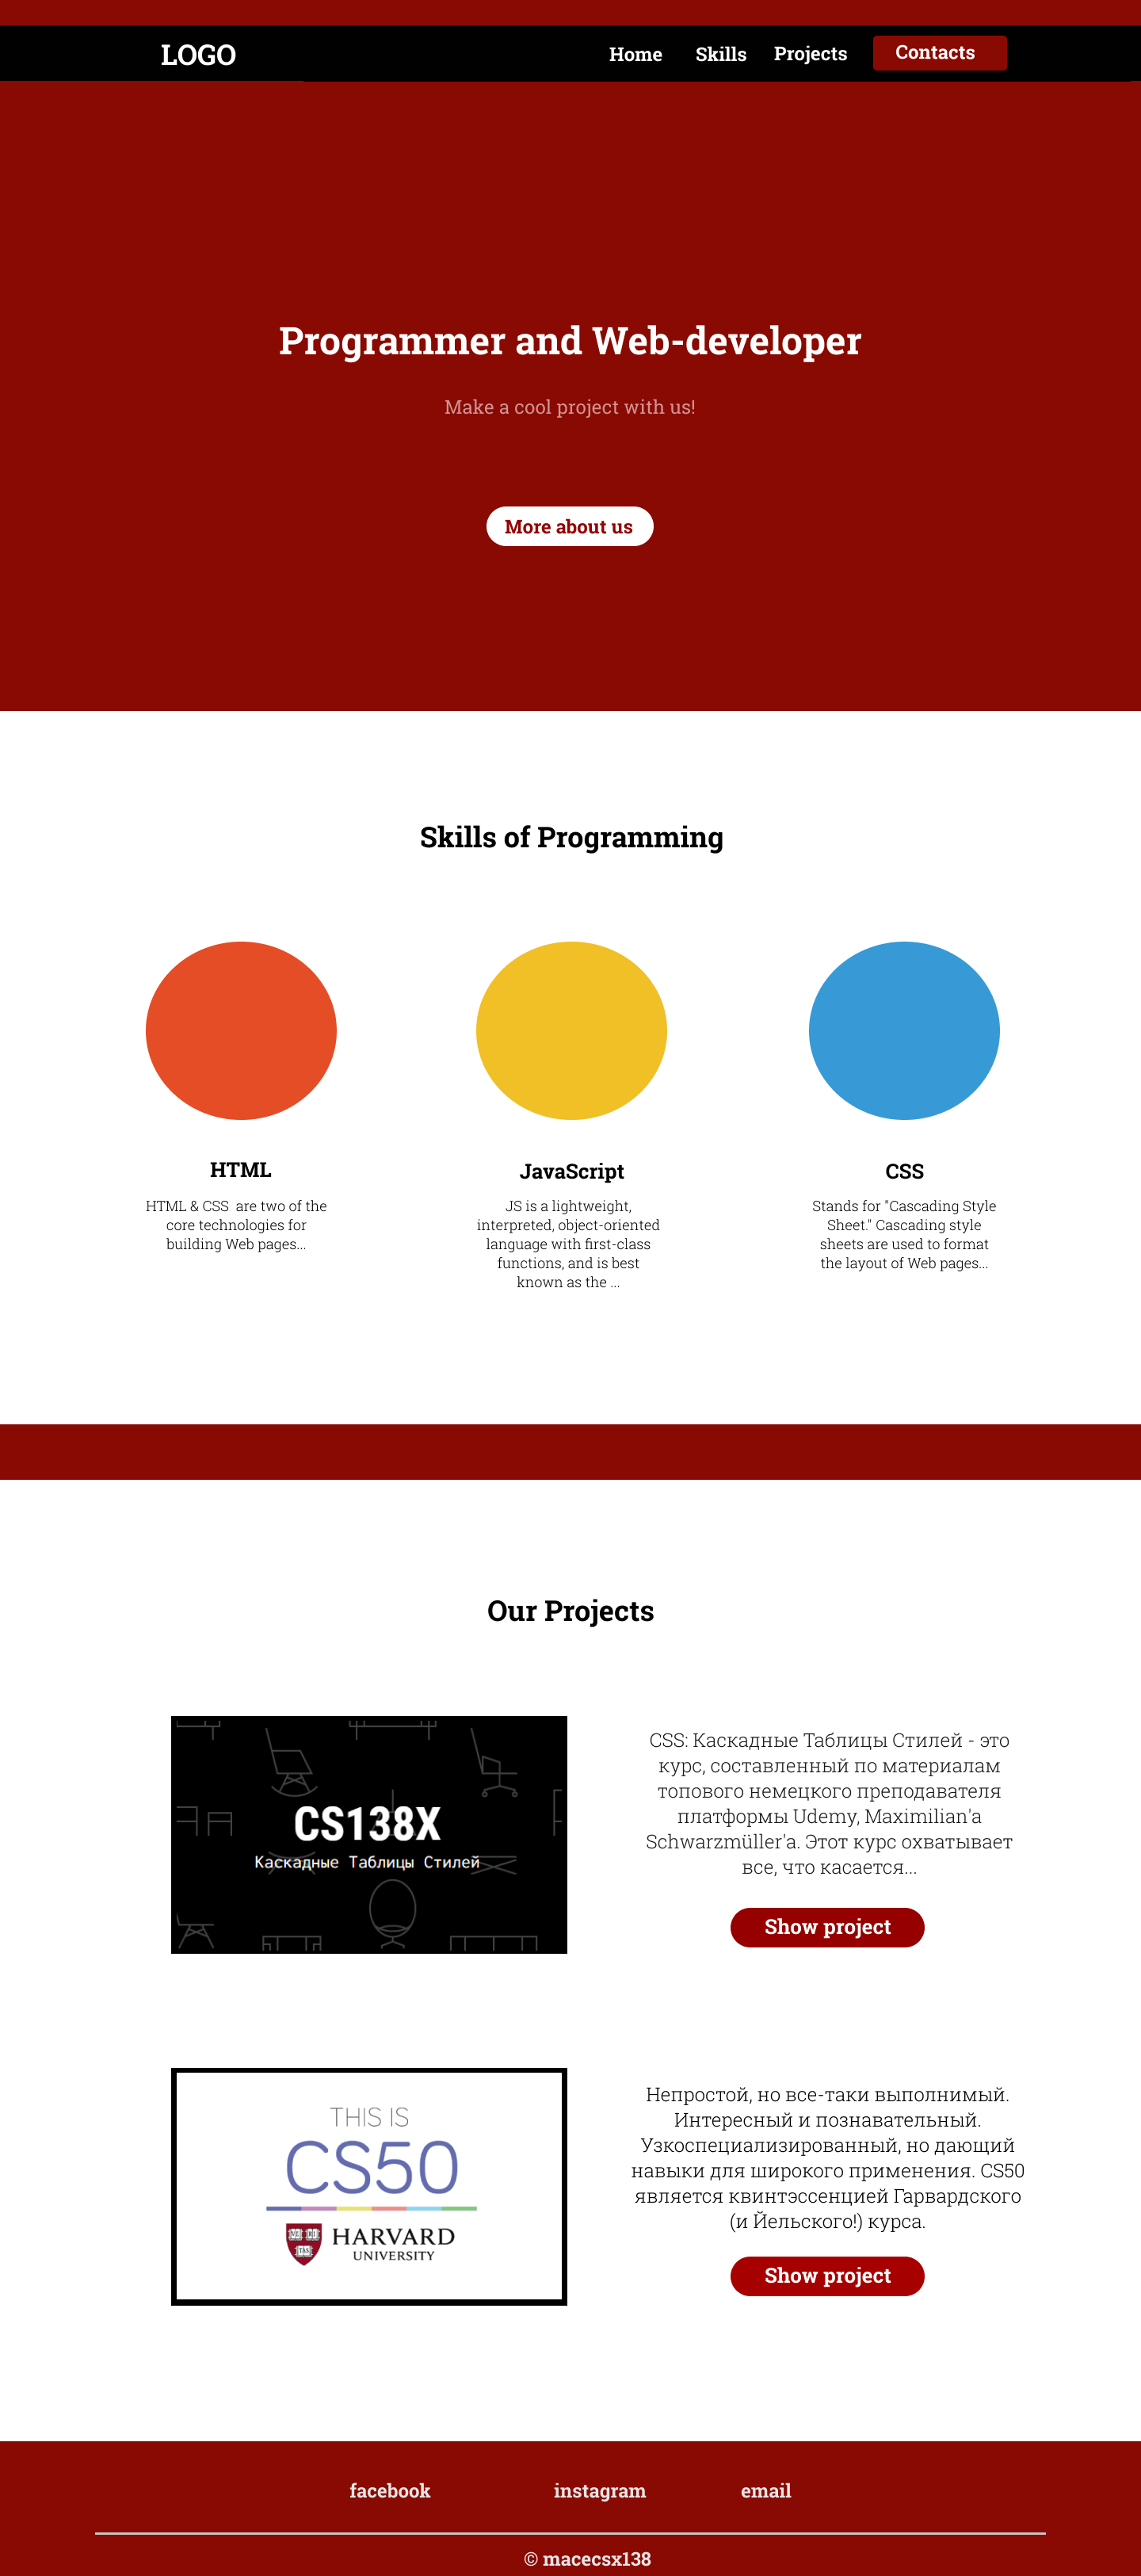 LOGO
Home
Skills
Projects
Contacts
Programmer and Web-developer
Make a cool project with us!
More about us
Skills of Programming
HTML
HTML & CSS are two of the
core technologies for
building Web pages...
JavaScript
JS is a lightweight,
interpreted, object-oriented
language with first-class
functions, and is best
known as the ...
CSS
Stands for "Cascading Style
Sheet." Cascading style
sheets are used to format
the layout of Web pages...
Our Projects
CS138X
Каскадные Таблицы Стилей
CSS: Каскадные Таблицы Стилей - это
курс, составленный по материалам
топового немецкого преподавателя
платформы Udemy, Maximilian'a
Schwarzmüller'a. Этот курс охватывает
все, что касается...
Show project
THIS IS
CS50
HARVARD
UNIVERSITY
Непростой, но все-таки выполнимый.
Интересный и познавательный.
Узкоспециализированный, но дающий
навыки для широкого применения. CS50
является квинтэссенцией Гарвардского
(и Йельского!) курса.
Show project
facebook
instagram
email
© macecsx138